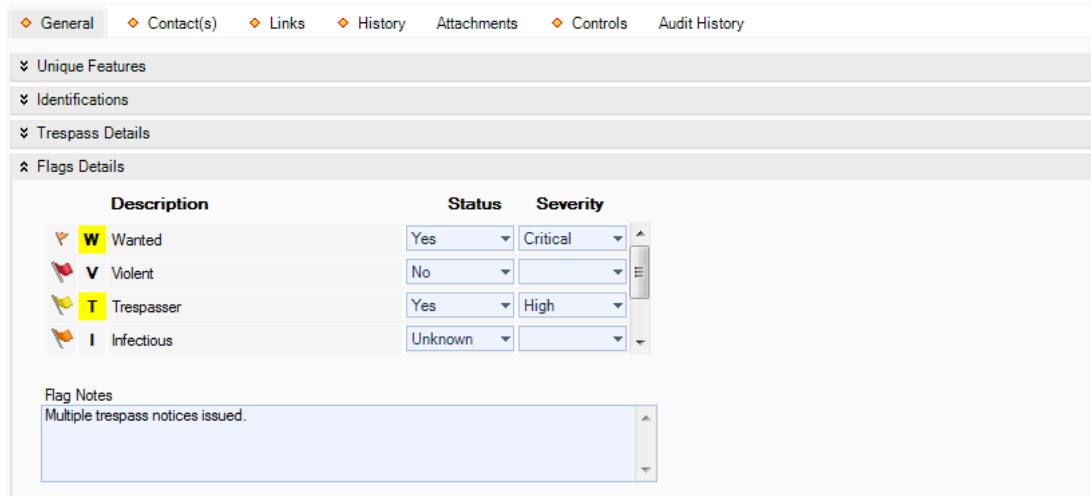 General Contact(s) Links History Attachments Controls Audit History
Unique Features
Identifications
Trespass Details
Flags Details
Description Status Severity
W Wanted Yes Critical
V Violent No
T Trespasser Yes High
I Infectious Unknown
Flag Notes
Multiple trespass notices issued.